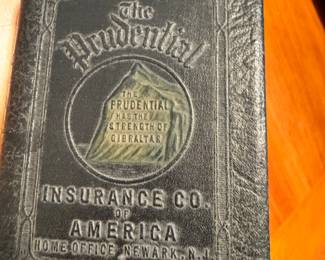 The
Prudential
THE
PRUDENTIAL
HAS THE
STRENGTH OF
GIBRALTAR
INSURANCE CO.
OF
AMERICA
HOME OFFICE, NEWARK, N.J.